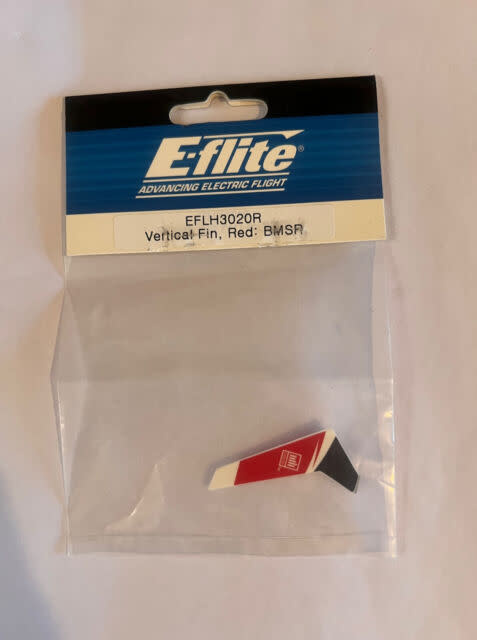 E-flite®
ADVANCING ELECTRIC FLIGHT
EFLH3020R
Vertical Fin, Red: BMSR